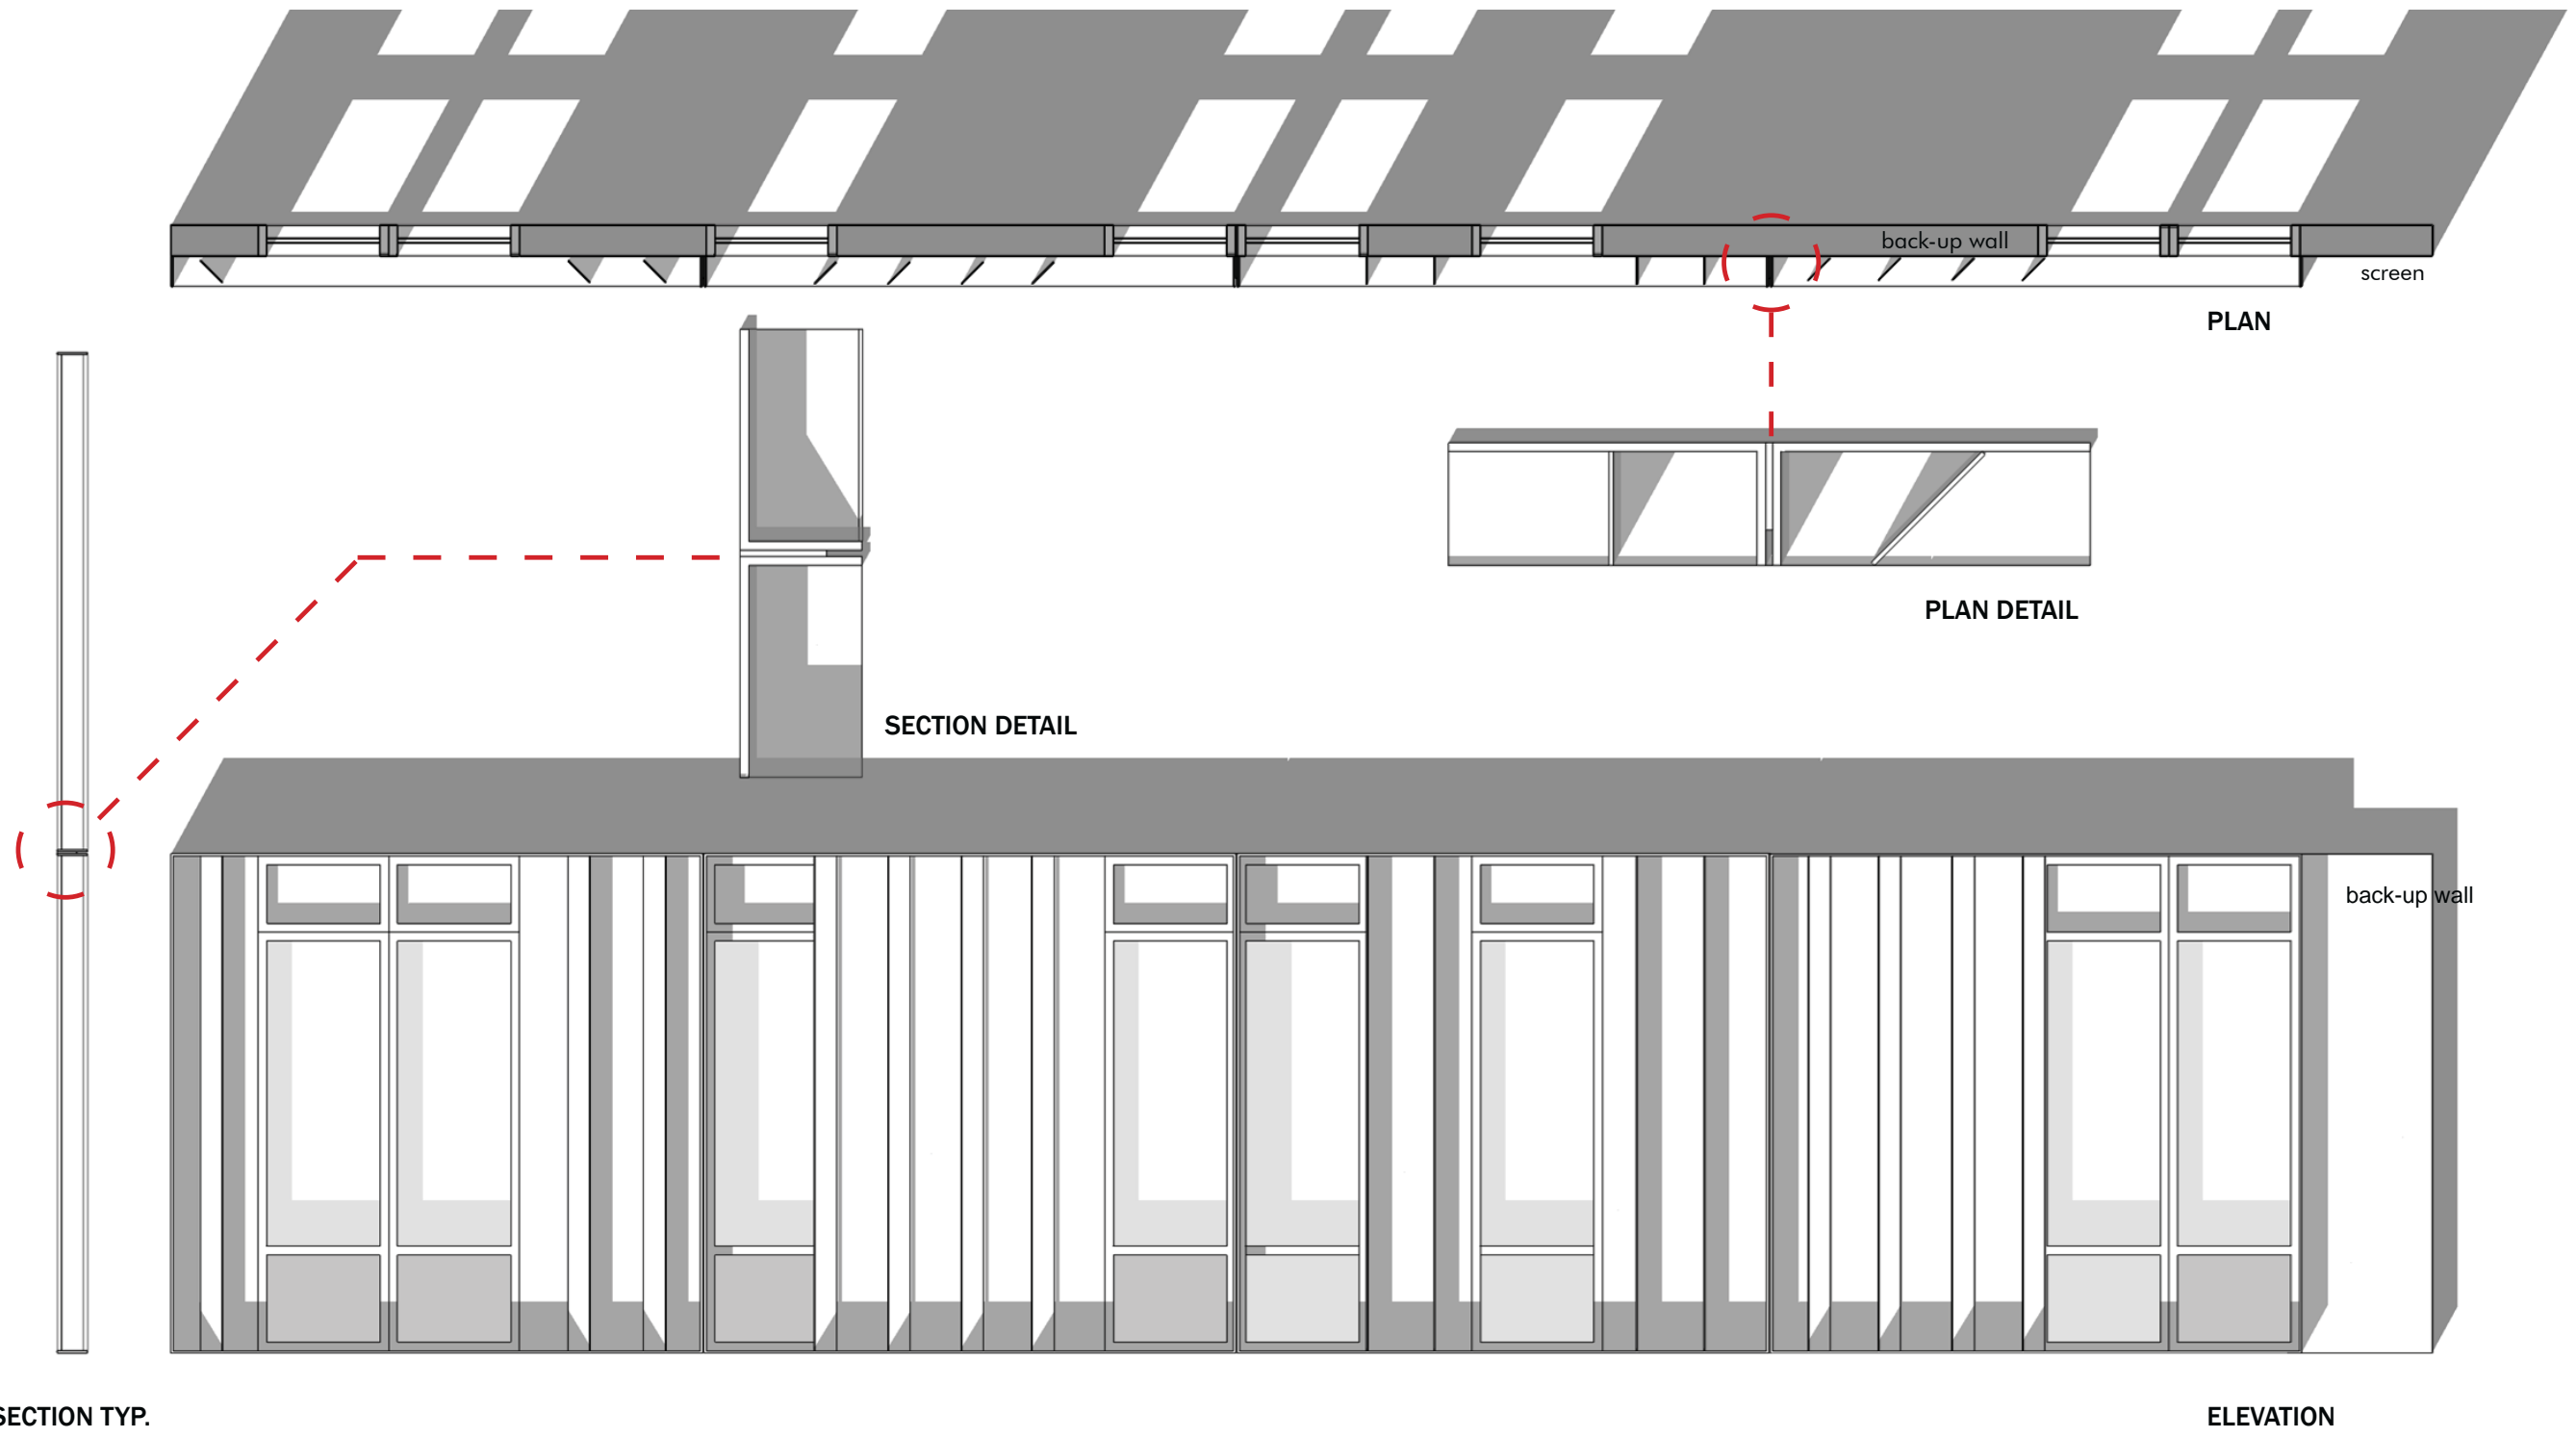 back-up wall
screen
PLAN
PLAN DETAIL
SECTION DETAIL
back-up wall
SECTION TYP.
ELEVATION